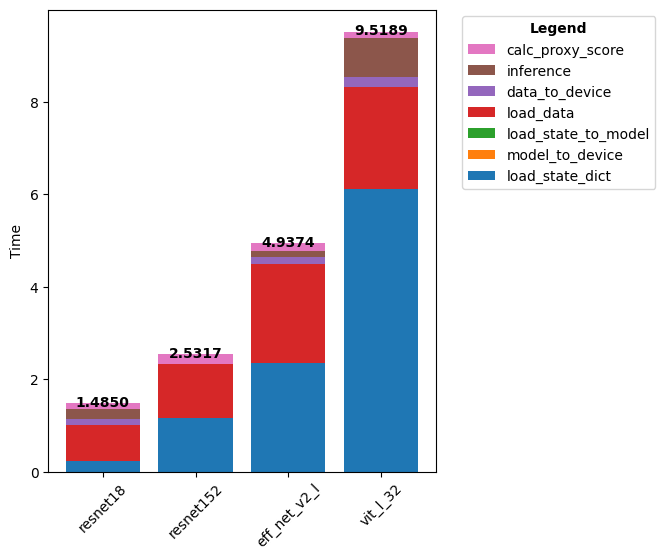 9.5189
4.9374
2.5317
1.4850
Time
0
2
4
6
8
resnet18
resnet152
eff_net_v2_l
vit_l_32
Legend
calc_proxy_score
inference
data_to_device
load_data
load_state_to_model
model_to_device
load_state_dict